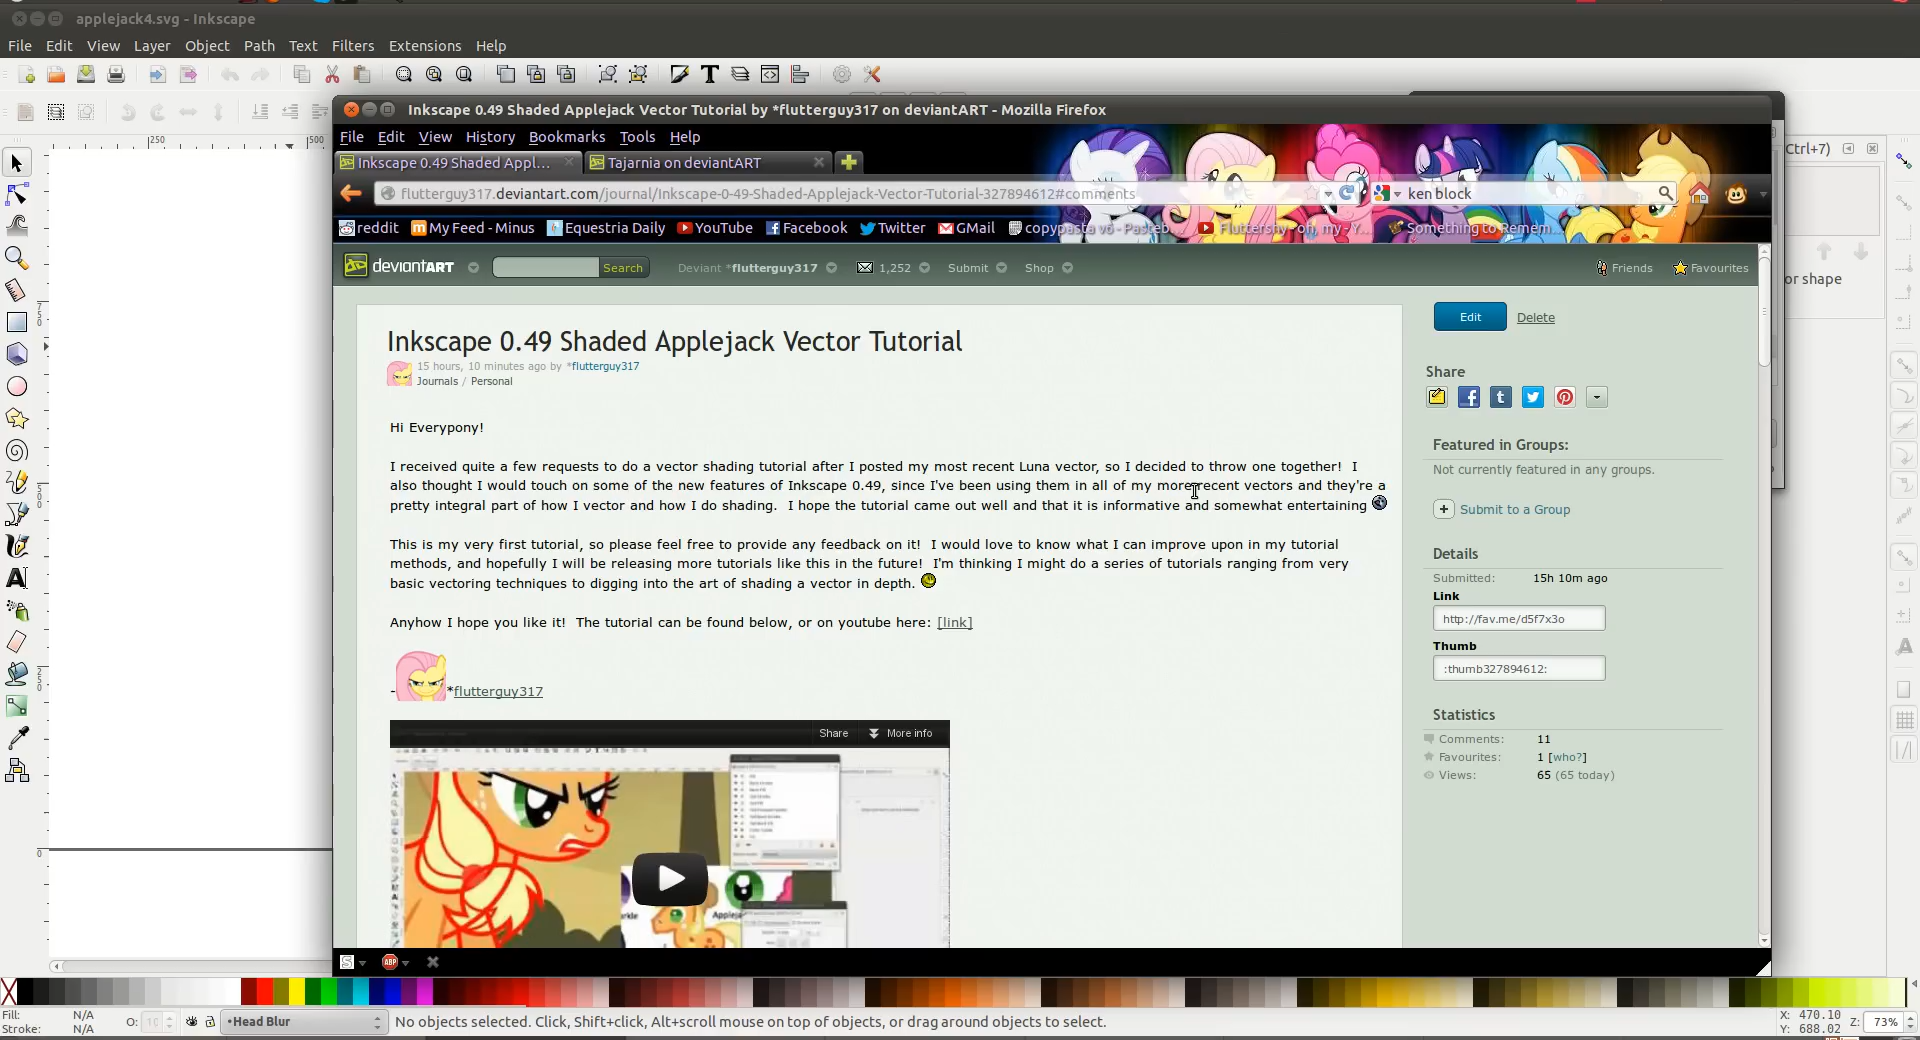 applejack4.svg - Inkscape
File Edit View Layer Object Path Text Filters Extensions Help
250
500
Inkscape 0.49 Shaded Applejack Vector Tutorial by *flutterguy317 on deviantART - Mozilla Firefox
File Edit View History Bookmarks Tools Help
Inkscape 0.49 Shaded Appl...
Tajarnia on deviantART
Ctrl+7)
flutterguy317.deviantart.com/journal/Inkscape-0-49-Shaded-Applejack-Vector-Tutorial-327894612#comments
ken block
reddit My Feed - Minus Equestria Daily YouTube Facebook Twitter GMail copypasta v6 - Pasteb... Fluttershy - oh, my - Y... Something to Remem...
deviantART
Search
Deviant *flutterguy317
1,252
Submit
Shop
Friends
Favourites
or shape
Inkscape 0.49 Shaded Applejack Vector Tutorial
15 hours, 10 minutes ago by *flutterguy317
Journals / Personal
Hi Everypony!
I received quite a few requests to do a vector shading tutorial after I posted my most recent Luna vector, so I decided to throw one together! I
also thought I would touch on some of the new features of Inkscape 0.49, since I've been using them in all of my more recent vectors and they're a
pretty integral part of how I vector and how I do shading. I hope the tutorial came out well and that it is informative and somewhat entertaining
This is my very first tutorial, so please feel free to provide any feedback on it! I would love to know what I can improve upon in my tutorial
methods, and hopefully I will be releasing more tutorials like this in the future! I'm thinking I might do a series of tutorials ranging from very
basic vectoring techniques to digging into the art of shading a vector in depth.
Anyhow I hope you like it! The tutorial can be found below, or on youtube here: [link]
-*flutterguy317
Share
More info
Edit
Delete
Share
Featured in Groups:
Not currently featured in any groups.
+ Submit to a Group
Details
Submitted: 15h 10m ago
Link
http://fav.me/d5f7x3o
Thumb
:thumb327894612:
Statistics
Comments: 11
Favourites: 1 [who?]
Views: 65 (65 today)
ABP
Fill: N/A
Stroke: N/A
O:
•Head Blur
No objects selected. Click, Shift+click, Alt+scroll mouse on top of objects, or drag around objects to select.
X: 470.10
Y: 688.02
Z: 73%